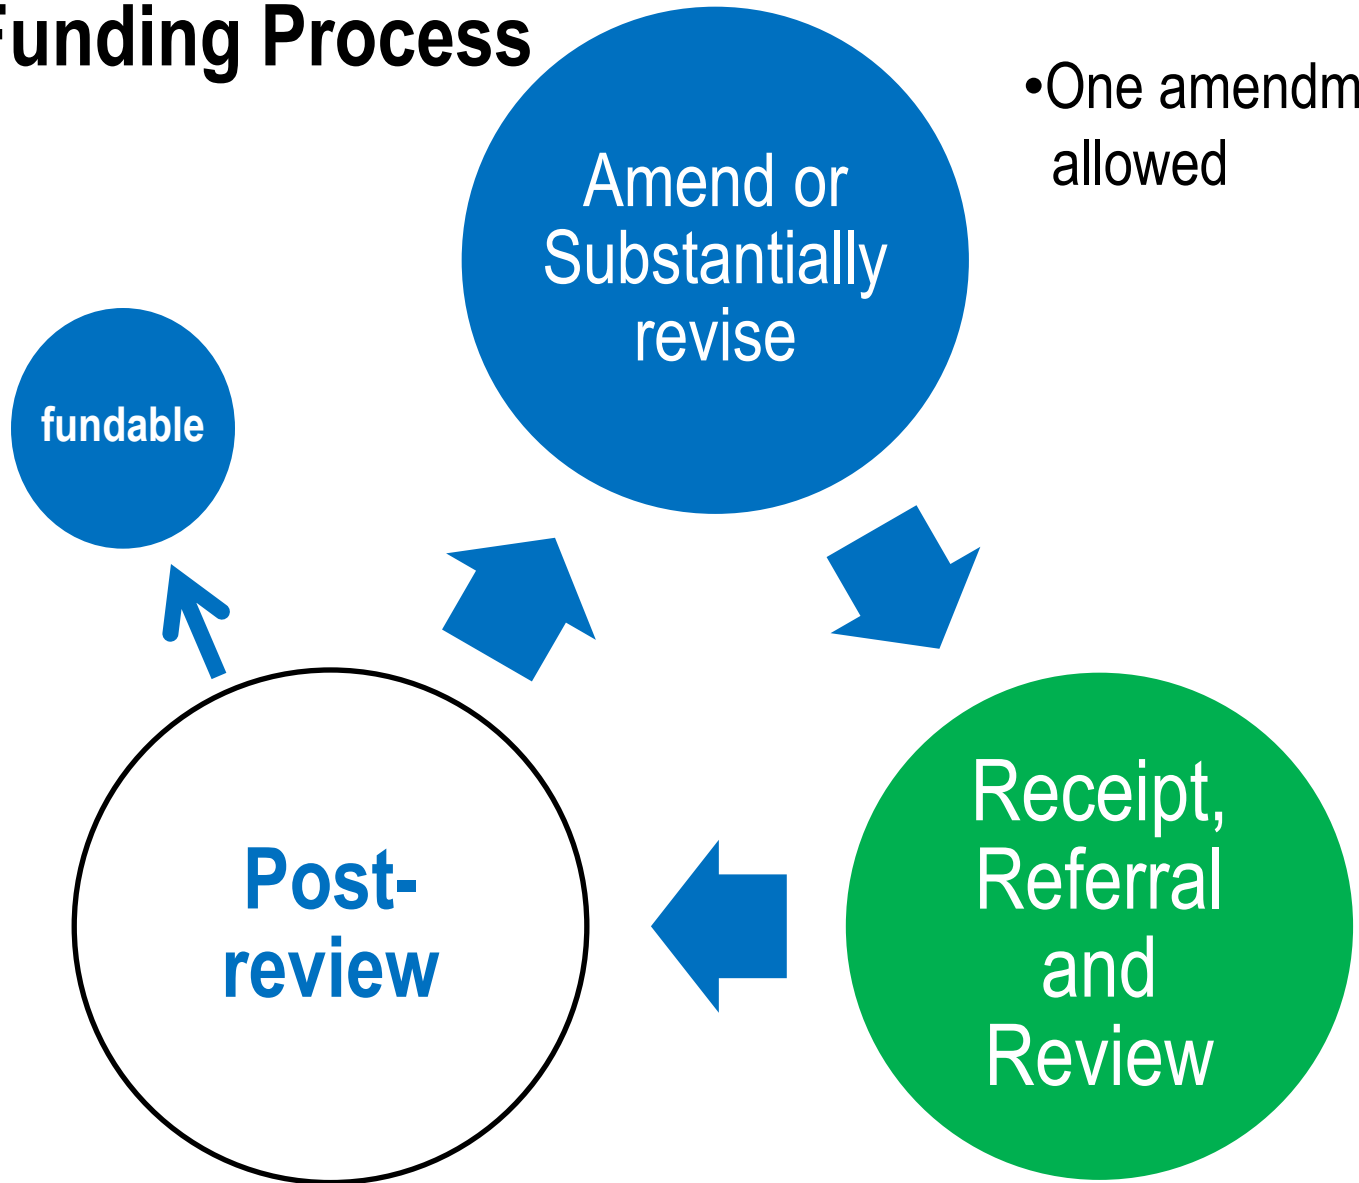 Funding Process
•One amendm
allowed
Amend or
Substantially
revise
fundable
Post-
review
Receipt,
Referral
and
Review